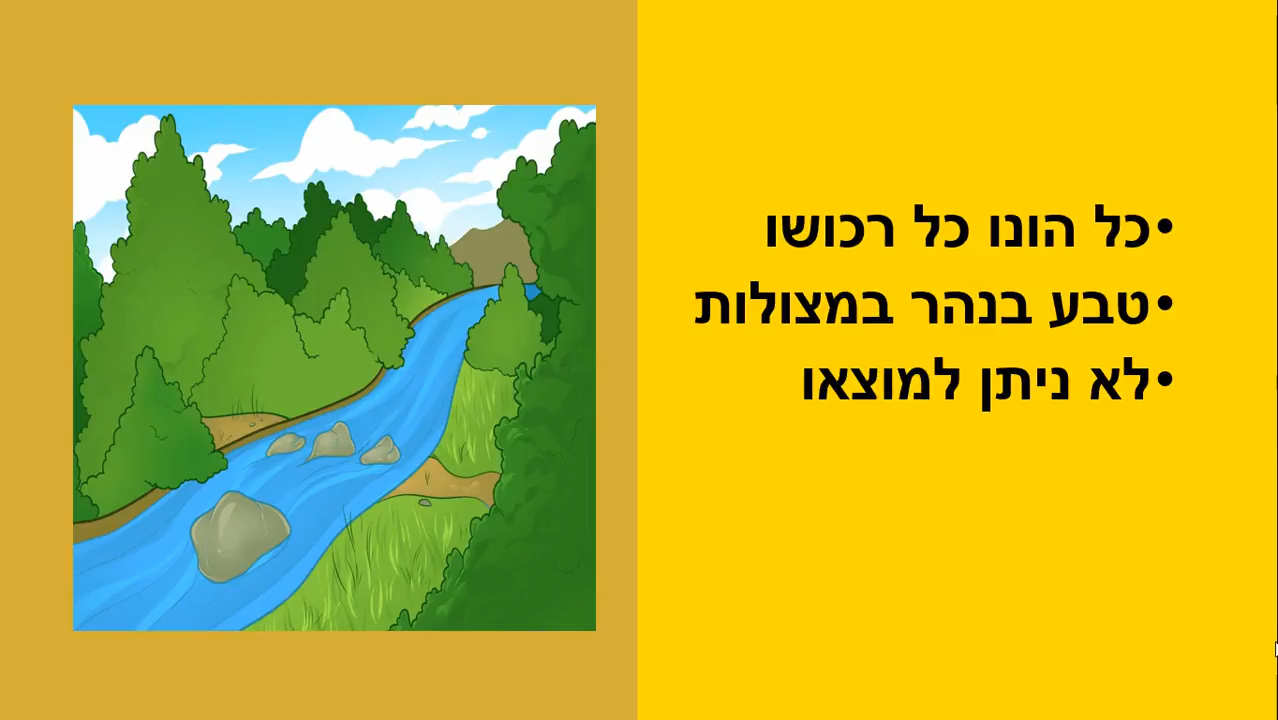 •כל הונו כל רכושו
•טבע בנהר במצולות
•לא ניתן למוצאו